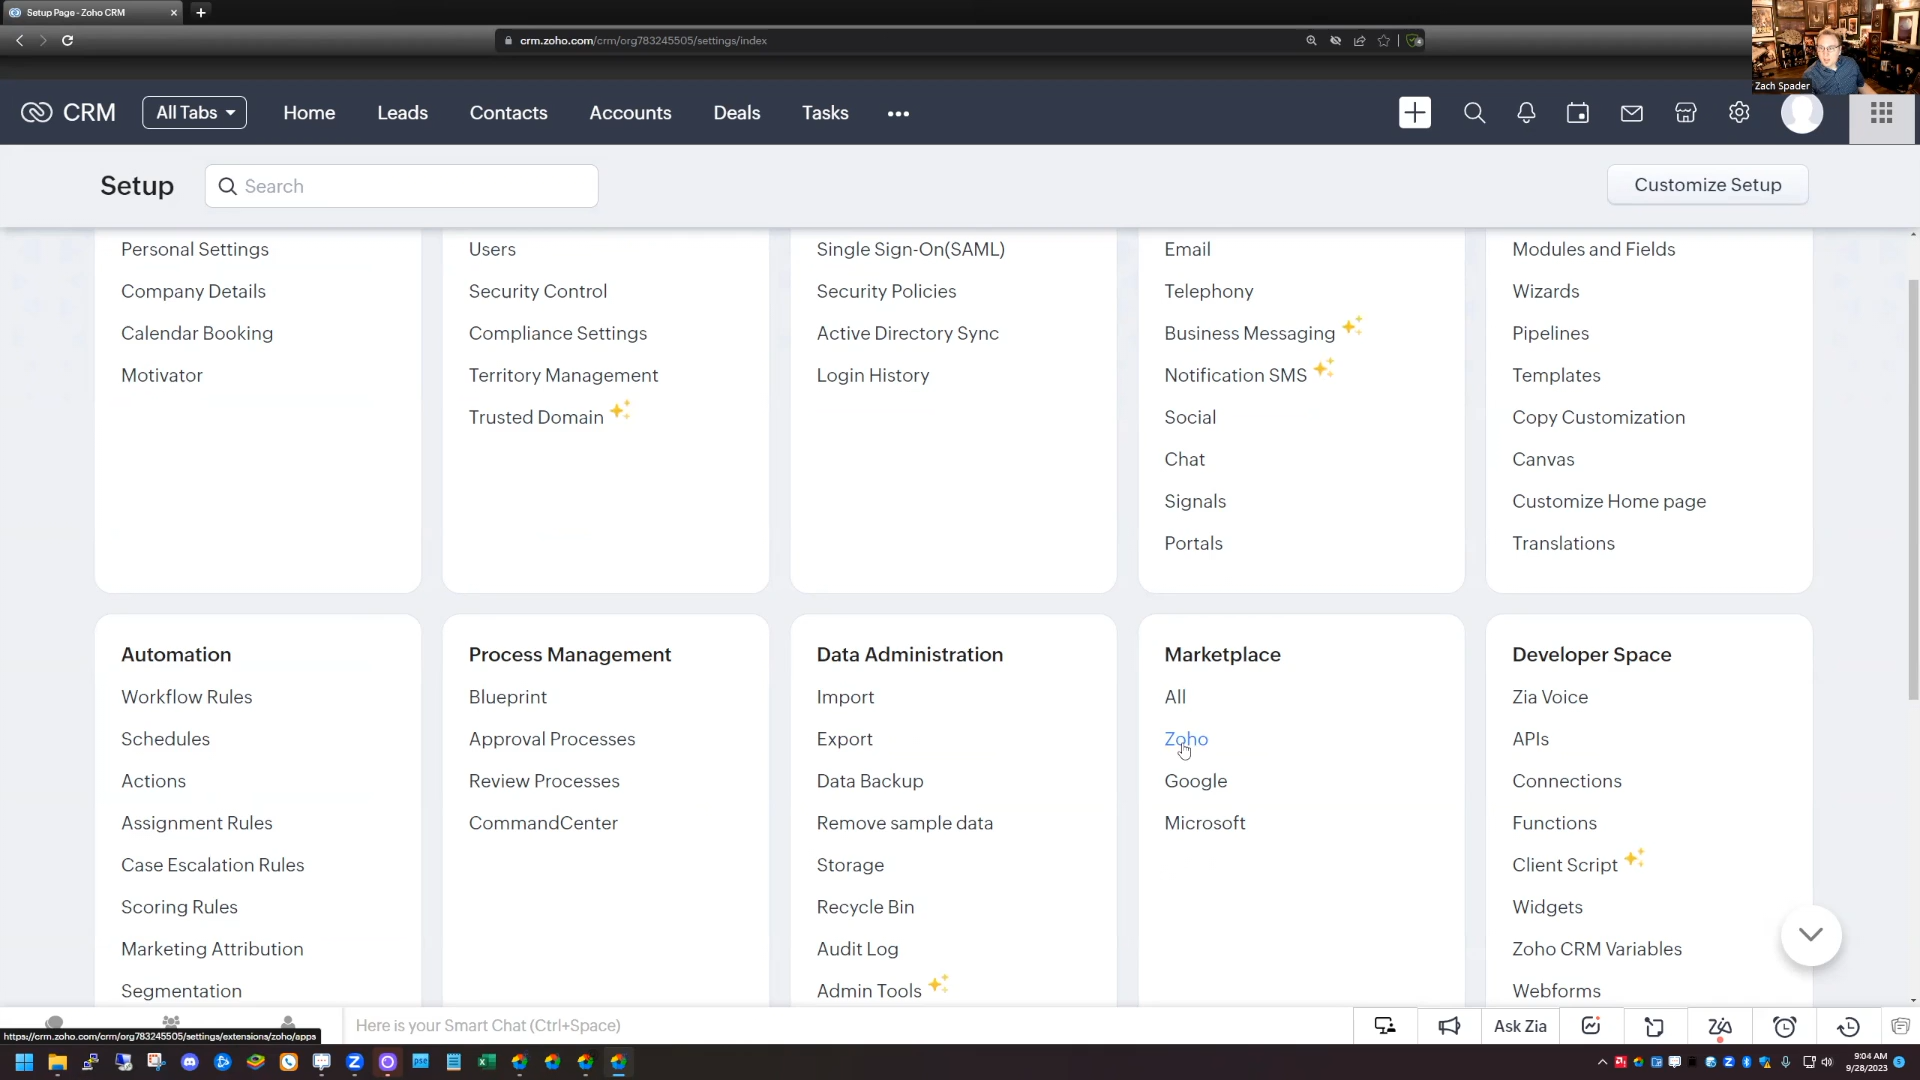 Setup Page - Zoho CRM
crm.zoho.com/crm/org783245505/settings/index
Zach Spader
CRM
All Tabs
Home
Leads
Contacts
Accounts
Deals
Tasks
Setup
Search
Customize Setup
Personal Settings
Company Details
Calendar Booking
Motivator
Users
Security Control
Compliance Settings
Territory Management
Trusted Domain
Single Sign-On(SAML)
Security Policies
Active Directory Sync
Login History
Email
Telephony
Business Messaging
Notification SMS
Social
Chat
Signals
Portals
Modules and Fields
Wizards
Pipelines
Templates
Copy Customization
Canvas
Customize Home page
Translations
Automation
Workflow Rules
Schedules
Actions
Assignment Rules
Case Escalation Rules
Scoring Rules
Marketing Attribution
Segmentation
Process Management
Blueprint
Approval Processes
Review Processes
CommandCenter
Data Administration
Import
Export
Data Backup
Remove sample data
Storage
Recycle Bin
Audit Log
Admin Tools
Marketplace
All
Zoho
Google
Microsoft
Developer Space
Zia Voice
APIs
Connections
Functions
Client Script
Widgets
Zoho CRM Variables
Webforms
Here is your Smart Chat (Ctrl+Space)
Ask Zia
https://crm.zoho.com/crm/org783245505/settings/extensions/zoho/apps
9:04 AM
9/28/2023